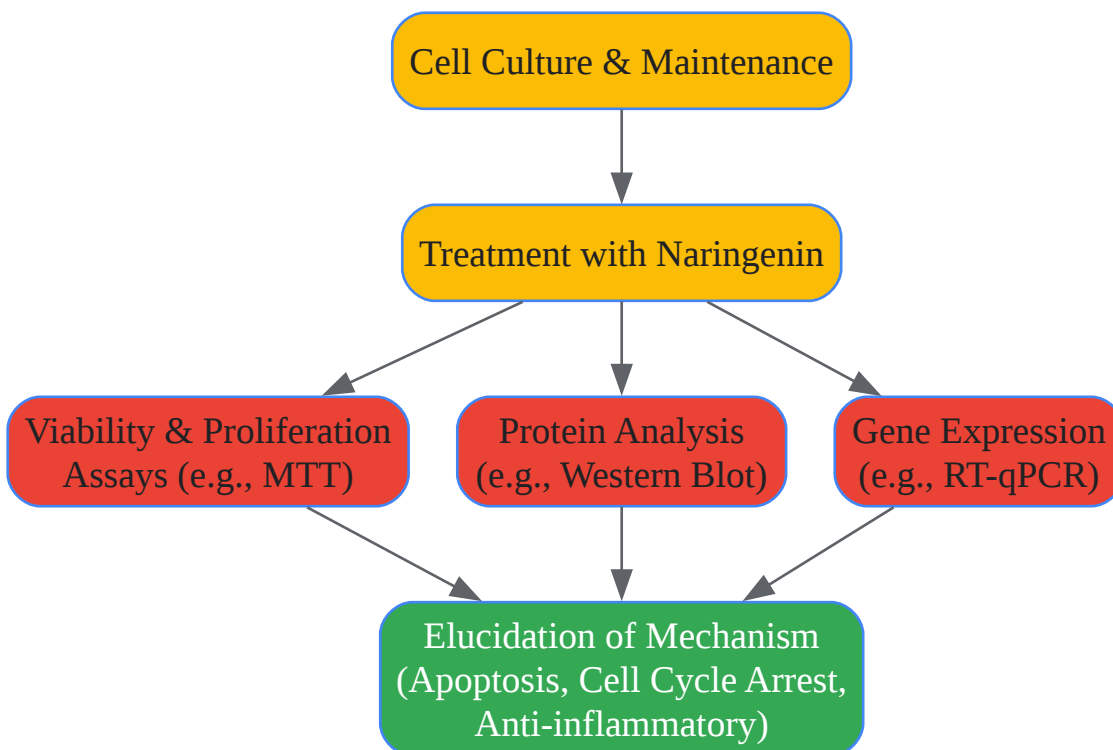 Cell Culture & Maintenance
Treatment with Naringenin
Viability & Proliferation
Assays (e.g., MTT)
Protein Analysis
(e.g., Western Blot)
Gene Expression
(e.g., RT-qPCR)
Elucidation of Mechanism
(Apoptosis, Cell Cycle Arrest,
Anti-inflammatory)